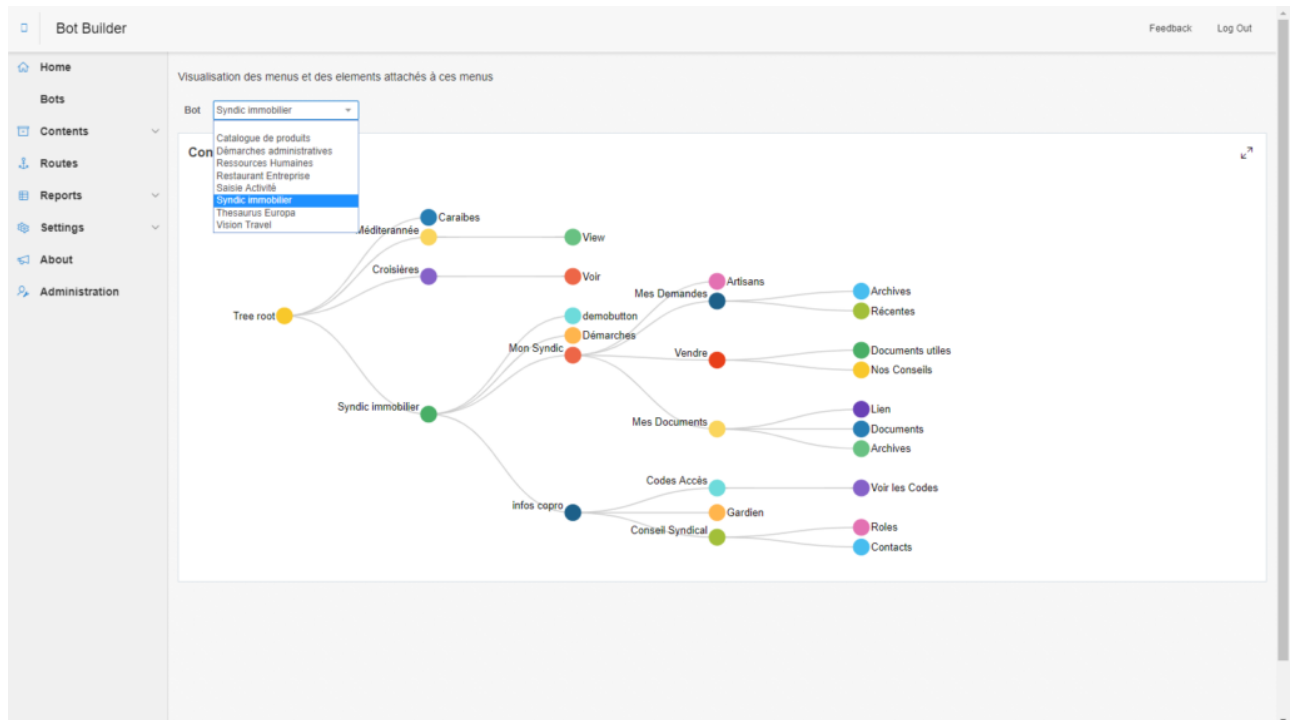 Bot Builder
Feedback
Log Out
Home
Bots
Contents
Routes
Reports
Settings
About
Administration
Visualisation des menus et des elements attachés à ces menus
Bot
Syndic immobilier
Catalogue de produits
Démarches administratives
Ressources Humaines
Restaurant Entreprise
Saisie Activité
Syndic immobilier
Thesaurus Europa
Vision Travel
Con
Caraibes
Méditerannée
View
Croisières
Voir
Artisans
Mes Demandes
Archives
Récentes
Tree root
demobutton
Démarches
Mon Syndic
Vendre
Documents utiles
Nos Conseils
Syndic immobilier
Mes Documents
Lien
Documents
Archives
Codes Accés
Voir les Codes
infos copro
Gardien
Conseil Syndical
Roles
Contacts